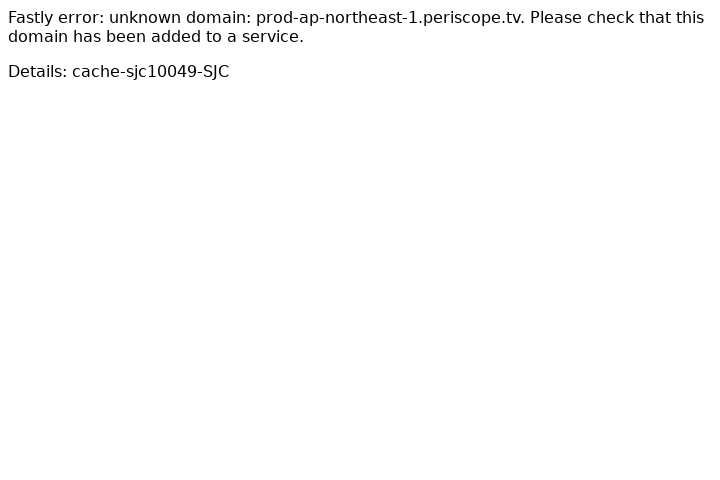 Fastly error: unknown domain: prod-ap-northeast-1.periscope.tv. Please check that this
domain has been added to a service.
Details: cache-sjc10049-SJC